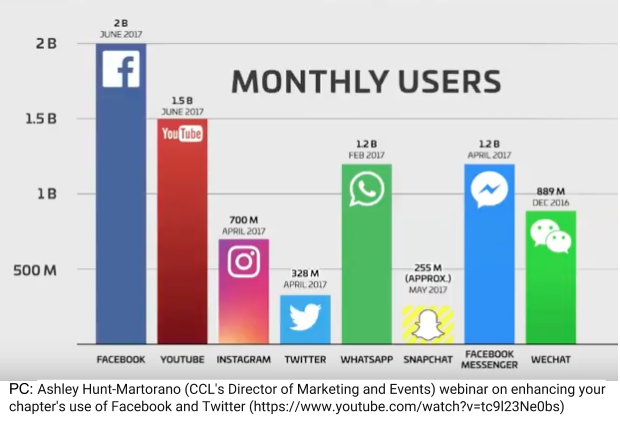 MONTHLY USERS
2 B
1.5 B
1 B
500 M
2 B
JUNE 2017
1.5 B
JUNE 2017
You Tube
700 M
APRIL 2017
328 M
APRIL 2017
1.2 B
FEB 2017
255 M
(APPROX.)
MAY 2017
1.2 B
APRIL 2017
889 M
DEC 2016
FACEBOOK
YOUTUBE
INSTAGRAM
TWITTER
WHATSAPP
SNAPCHAT
FACEBOOK
MESSENGER
WECHAT
PC: Ashley Hunt-Martorano (CCL's Director of Marketing and Events) webinar on enhancing your
chapter's use of Facebook and Twitter (https://www.youtube.com/watch?v=tc9l23Ne0bs)